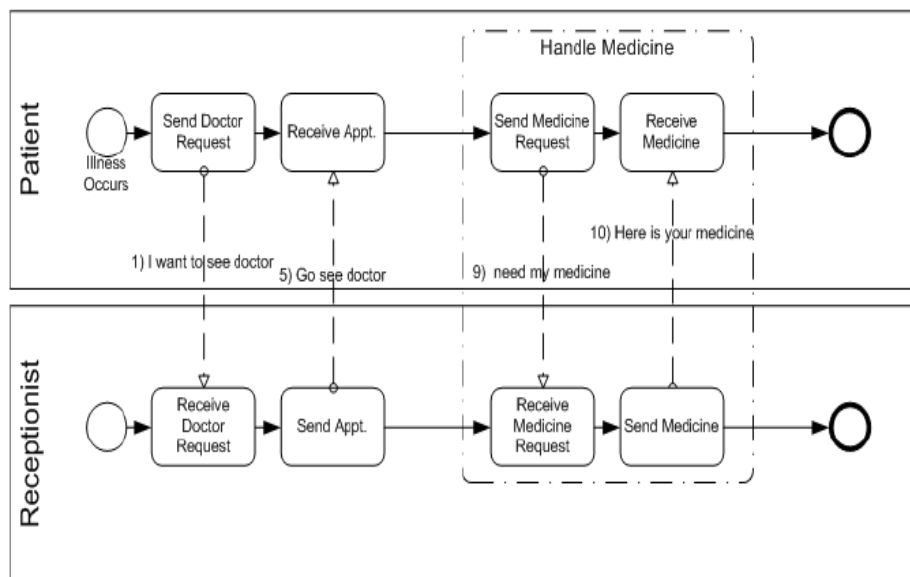 Handle Medicine
Patient
Send Doctor
Request
Receive Appt.
Send Medicine
Request
Receive
Medicine
Illness
Occurs
1) I want to see doctor
5) Go see doctor
9) need my medicine
10) Here is your medicine
Receptionist
Receive
Doctor
Request
Send Appt.
Receive
Medicine
Request
Send Medicine